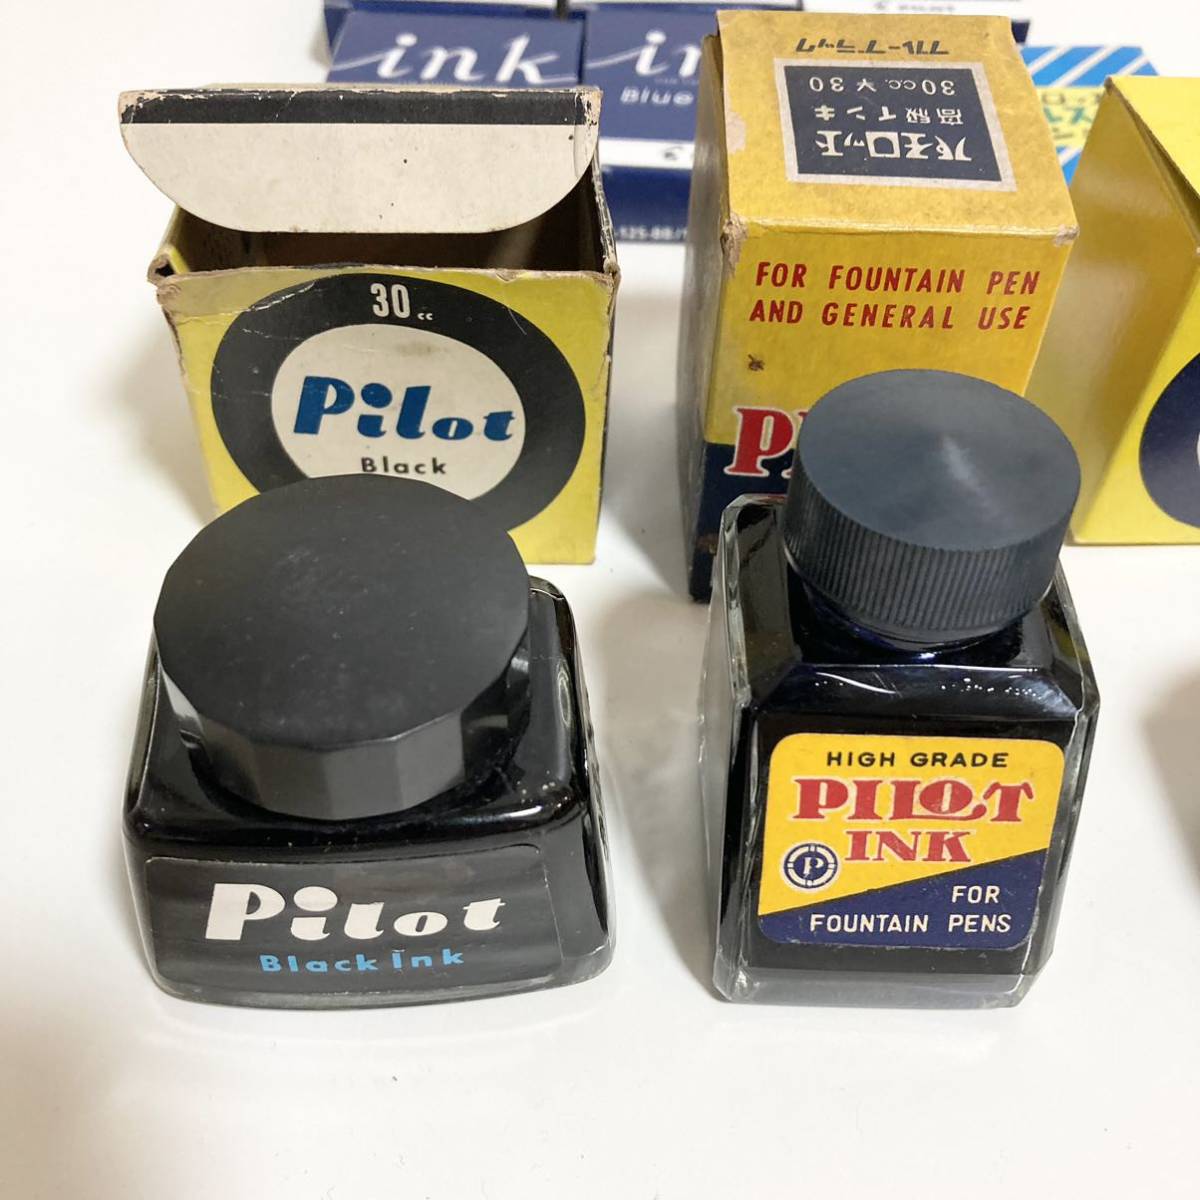 ink
in
Blue
30cc
Pilot
Black
ブルーブラック
30cc. ¥30
高級インキ
パイロット
FOR FOUNTAIN PEN
AND GENERAL USE
Pilot
Black Ink
HIGH GRADE
PILOT
INK
P
FOR
FOUNTAIN PENS